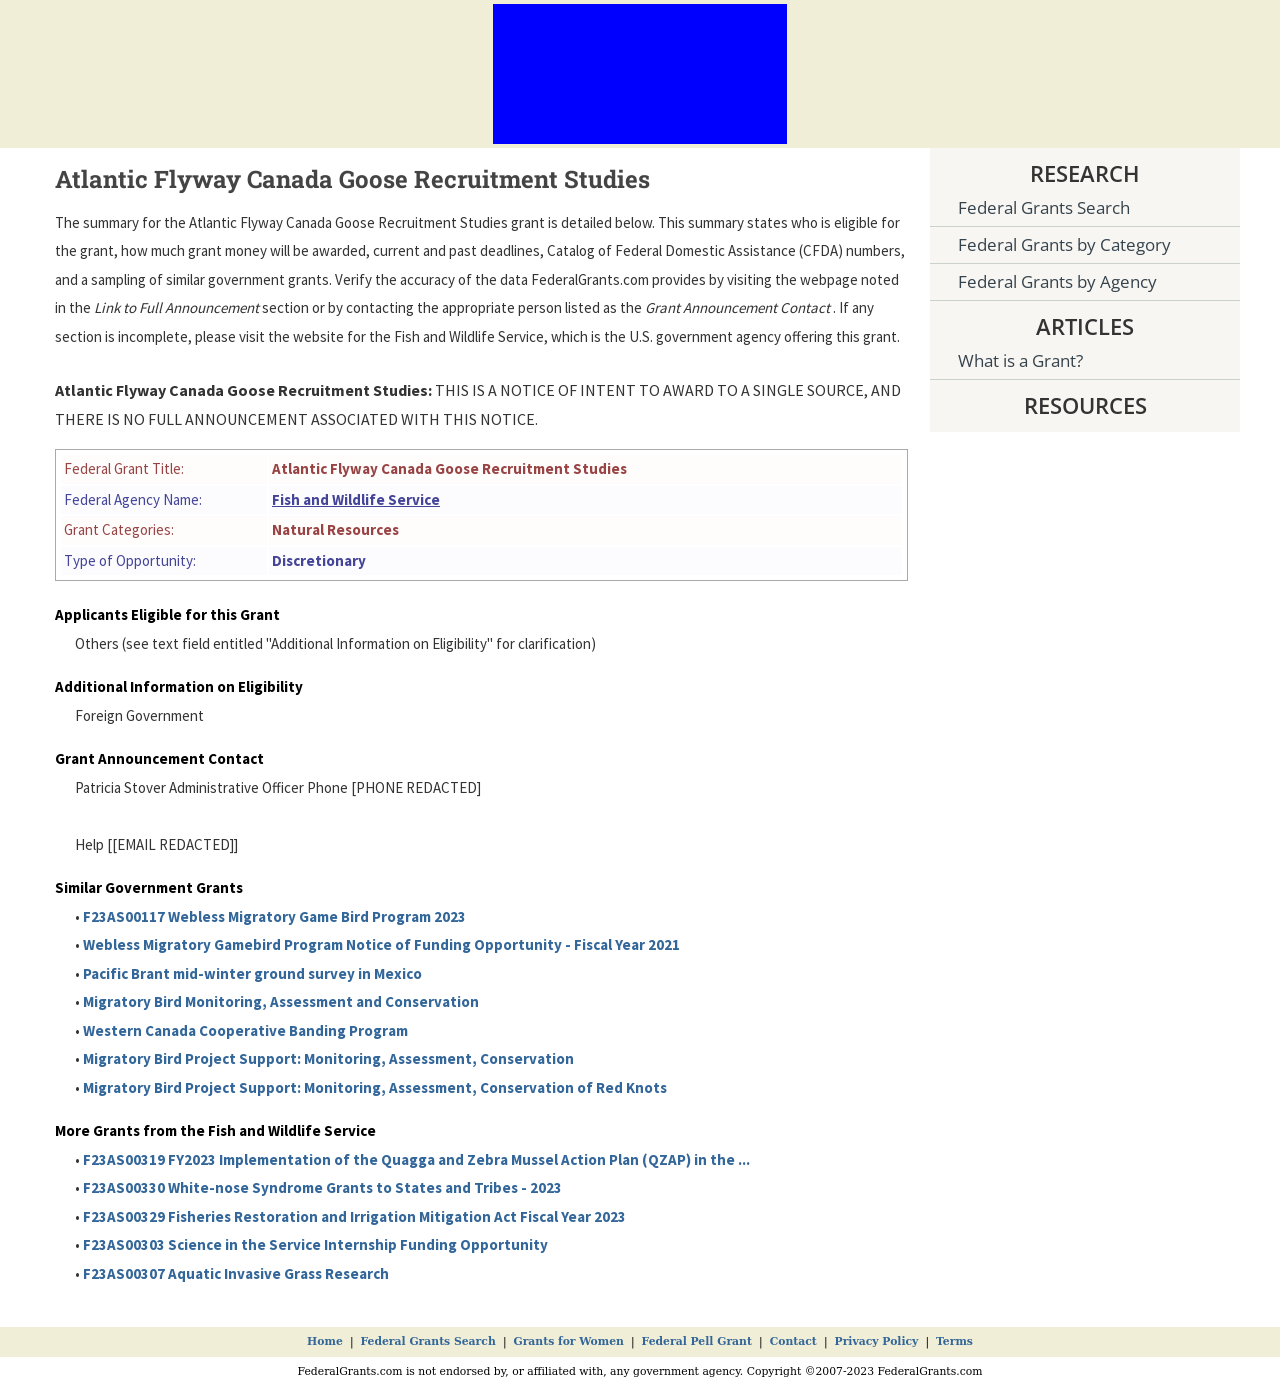 Atlantic Flyway Canada Goose Recruitment Studies
The summary for the Atlantic Flyway Canada Goose Recruitment Studies grant is detailed below. This summary states who is eligible for
the grant, how much grant money will be awarded, current and past deadlines, Catalog of Federal Domestic Assistance (CFDA) numbers,
and a sampling of similar government grants. Verify the accuracy of the data FederalGrants.com provides by visiting the webpage noted
in the Link to Full Announcement section or by contacting the appropriate person listed as the Grant Announcement Contact . If any
section is incomplete, please visit the website for the Fish and Wildlife Service, which is the U.S. government agency offering this grant.
Atlantic Flyway Canada Goose Recruitment Studies: THIS IS A NOTICE OF INTENT TO AWARD TO A SINGLE SOURCE, AND
THERE IS NO FULL ANNOUNCEMENT ASSOCIATED WITH THIS NOTICE.
Federal Grant Title: Atlantic Flyway Canada Goose Recruitment Studies
Federal Agency Name: Fish and Wildlife Service
Grant Categories: Natural Resources
Type of Opportunity: Discretionary
Applicants Eligible for this Grant
Others (see text field entitled "Additional Information on Eligibility" for clarification)
Additional Information on Eligibility
Foreign Government
Grant Announcement Contact
Patricia Stover Administrative Officer Phone [PHONE REDACTED]
Help [[EMAIL REDACTED]]
Similar Government Grants
• F23AS00117 Webless Migratory Game Bird Program 2023
• Webless Migratory Gamebird Program Notice of Funding Opportunity - Fiscal Year 2021
• Pacific Brant mid-winter ground survey in Mexico
• Migratory Bird Monitoring, Assessment and Conservation
• Western Canada Cooperative Banding Program
• Migratory Bird Project Support: Monitoring, Assessment, Conservation
• Migratory Bird Project Support: Monitoring, Assessment, Conservation of Red Knots
More Grants from the Fish and Wildlife Service
• F23AS00319 FY2023 Implementation of the Quagga and Zebra Mussel Action Plan (QZAP) in the ...
• F23AS00330 White-nose Syndrome Grants to States and Tribes - 2023
• F23AS00329 Fisheries Restoration and Irrigation Mitigation Act Fiscal Year 2023
• F23AS00303 Science in the Service Internship Funding Opportunity
• F23AS00307 Aquatic Invasive Grass Research
RESEARCH
Federal Grants Search
Federal Grants by Category
Federal Grants by Agency
ARTICLES
What is a Grant?
RESOURCES
Home | Federal Grants Search | Grants for Women | Federal Pell Grant | Contact | Privacy Policy | Terms
FederalGrants.com is not endorsed by, or affiliated with, any government agency. Copyright ©2007-2023 FederalGrants.com